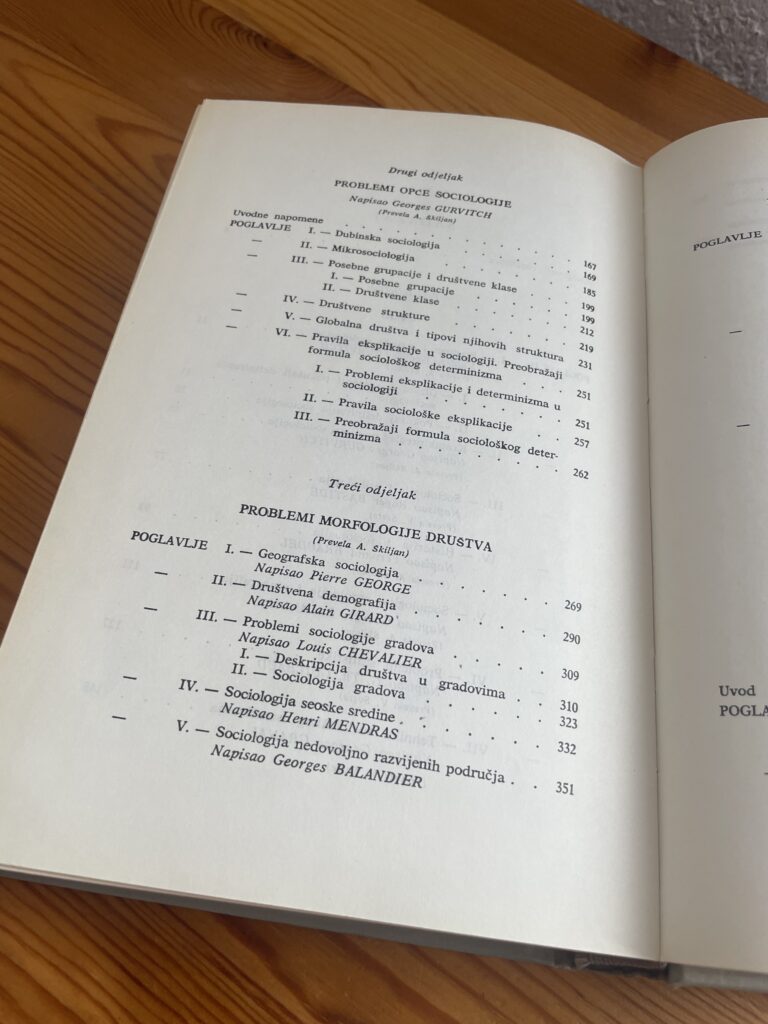 Drugi odjeljak
PROBLEMI OPĆE SOCIOLOGIJE
Napisao Georges GURVITCH
(Prevela A. Škiljan)
Uvodne napomene . . . . . . . . . . . 167
POGLAVLJE I. — Dubinska sociologija . . . . . . . 169
— II. — Mikrosociologija . . . . . . . . 185
— III. — Posebne grupacije i društvene klase . . . 199
I. — Posebne grupacije . . . . . 199
II. — Društvene klase . . . . . . 212
— IV. — Društvene strukture . . . . . . . 219
— V. — Globalna društva i tipovi njihovih struktura 231
— VI. — Pravila eksplikacije u sociologiji. Preobražaji
formula sociološkog determinizma . . . 251
I. — Problemi eksplikacije i determinizma u
sociologiji . . . . . . . 251
II. — Pravila sociološke eksplikacije . . 257
III. — Preobražaji formula sociološkog deter-
minizma . . . . . . . . 262
Treći odjeljak
PROBLEMI MORFOLOGIJE DRUŠTVA
(Prevela A. Škiljan)
POGLAVLJE I. — Geografska sociologija . . . . . . 269
Napisao Pierre GEORGE
— II. — Društvena demografija . . . . . . 290
Napisao Alain GIRARD
— III. — Problemi sociologije gradova . . . . 309
Napisao Louis CHEVALIER
I. — Deskripcija društva u gradovima . . 310
II. — Sociologija gradova . . . . . 323
— IV. — Sociologija seoske sredine . . . . . 332
Napisao Henri MENDRAS
— V. — Sociologija nedovoljno razvijenih područja . . 351
Napisao Georges BALANDIER
POGLAVLJE
—
—
Uvod